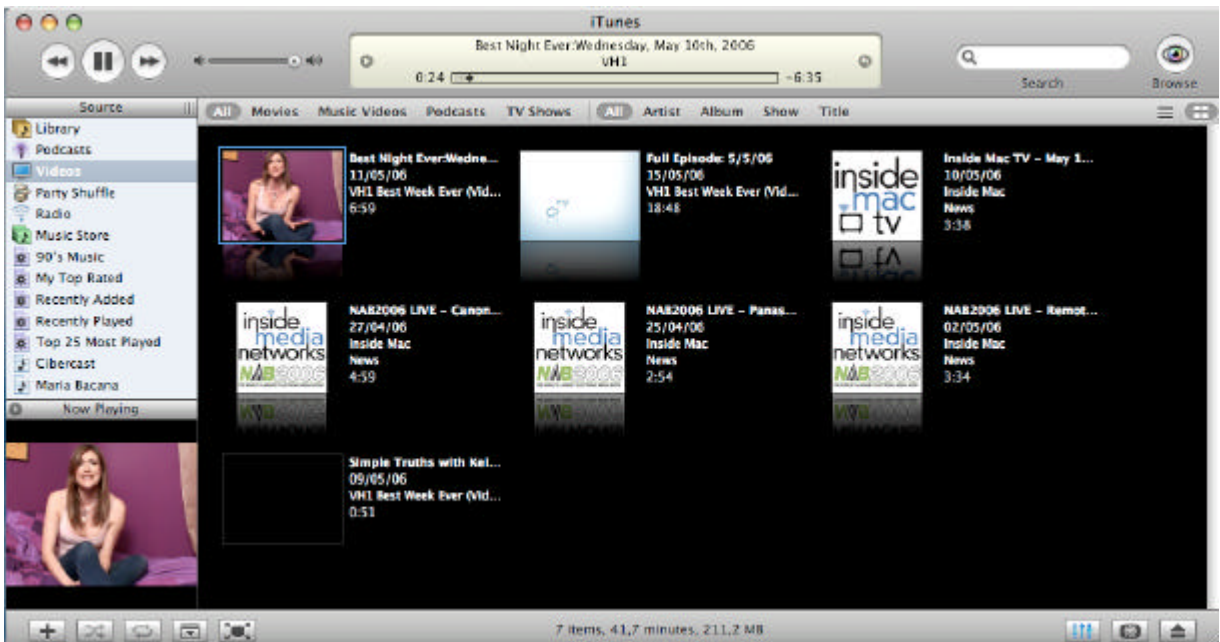 iTunes
Best Night Ever:Wednesday, May 10th, 2006
VH1
0:24 -6:35
Search
Browse
Source
All Movies Music Videos Podcasts TV Shows All Artist Album Show Title
Library
Podcasts
Videos
Party Shuffle
Radio
Music Store
90's Music
My Top Rated
Recently Added
Recently Played
Top 25 Most Played
Cibercast
Maria Bacana
Now Playing
Best Night Ever:Wedne...
11/05/06
VH1 Best Week Ever (Vid...
6:59
Full Episode: 5/5/06
15/05/06
VH1 Best Week Ever (Vid...
18:48
inside
mac
tv
Inside Mac TV - May 1...
10/05/06
Inside Mac
News
3:38
inside
media
networks
NAB2006
NAB2006 LIVE - Canon...
27/04/06
Inside Mac
News
4:59
inside
media
networks
NAB2006
NAB2006 LIVE - Panas...
25/04/06
Inside Mac
News
2:54
inside
media
networks
NAB2006
NAB2006 LIVE - Remot...
02/05/06
Inside Mac
News
3:34
Simple Truths with Kel...
09/05/06
VH1 Best Week Ever (Vid...
0:51
7 items, 41,7 minutes, 211,2 MB